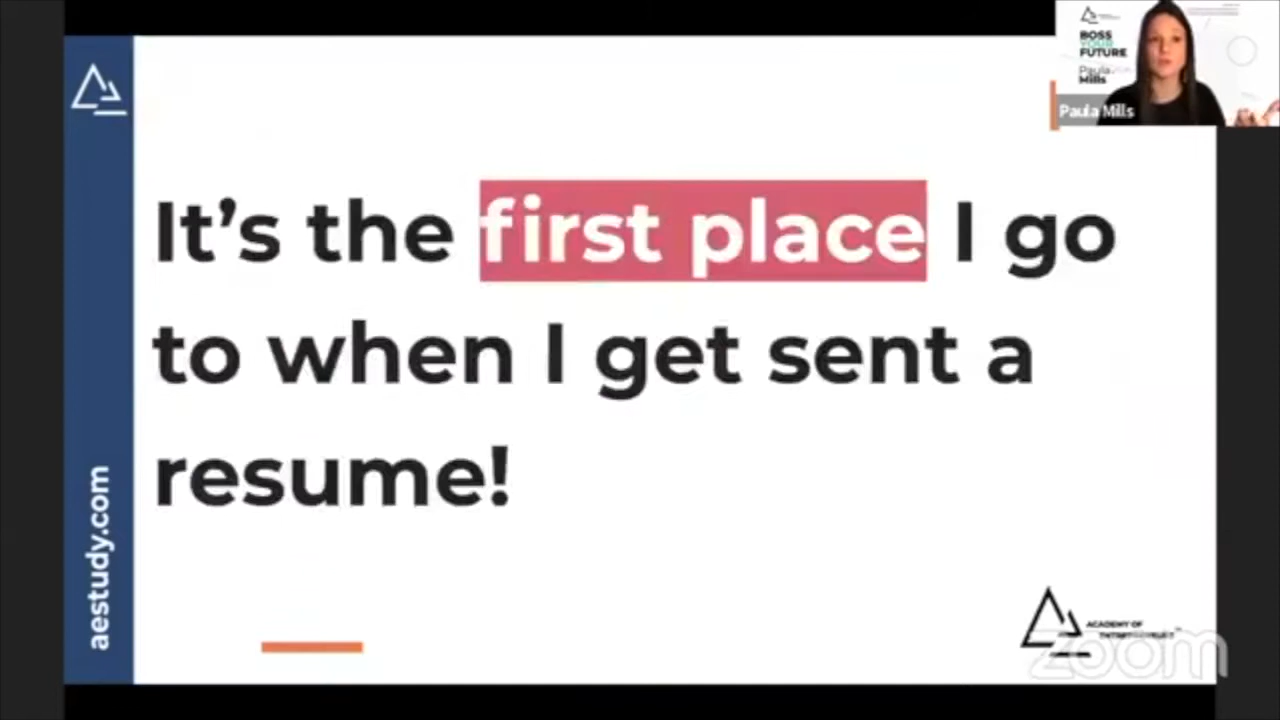 BOSS
YOUR
FUTURE
Paula
Mills
Paula Mills
It's the first place I go
to when I get sent a
resume!
aestudy.com
ACADEMY OF
zoom